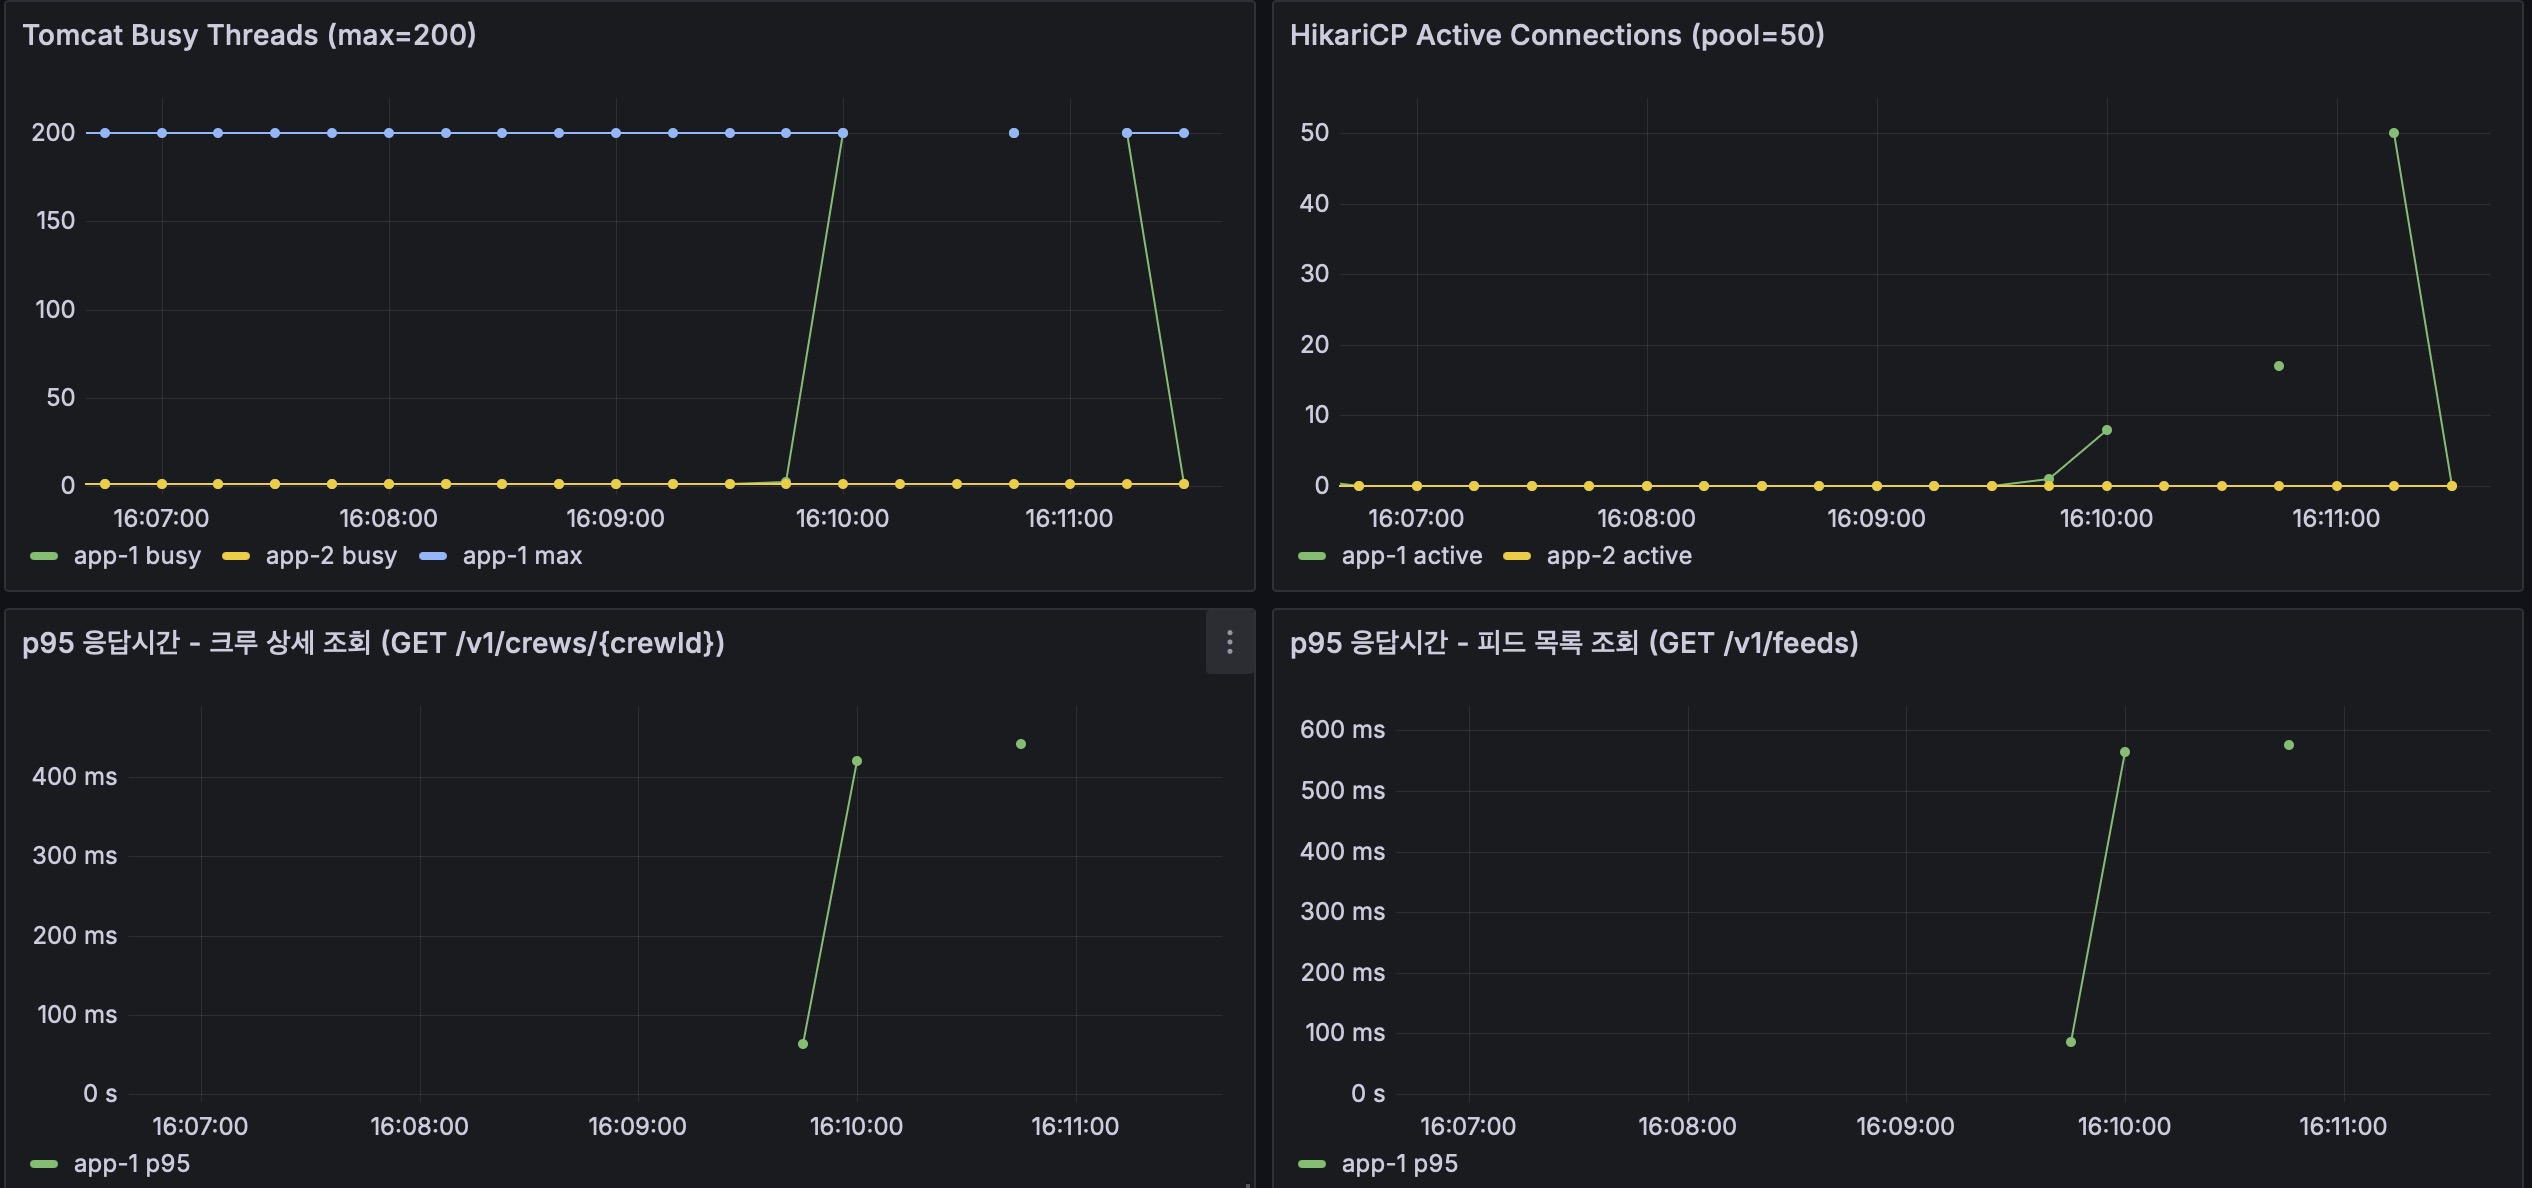 Tomcat Busy Threads (max=200)
200
150
100
50
0
16:07:00 16:08:00 16:09:00 16:10:00 16:11:00
app-1 busy app-2 busy app-1 max
HikariCP Active Connections (pool=50)
50
40
30
20
10
0
16:07:00 16:08:00 16:09:00 16:10:00 16:11:00
app-1 active app-2 active
p95 응답시간 - 크루 상세 조회 (GET /v1/crews/{crewId})
400 ms
300 ms
200 ms
100 ms
0 s
16:07:00 16:08:00 16:09:00 16:10:00 16:11:00
app-1 p95
p95 응답시간 - 피드 목록 조회 (GET /v1/feeds)
600 ms
500 ms
400 ms
300 ms
200 ms
100 ms
0 s
16:07:00 16:08:00 16:09:00 16:10:00 16:11:00
app-1 p95